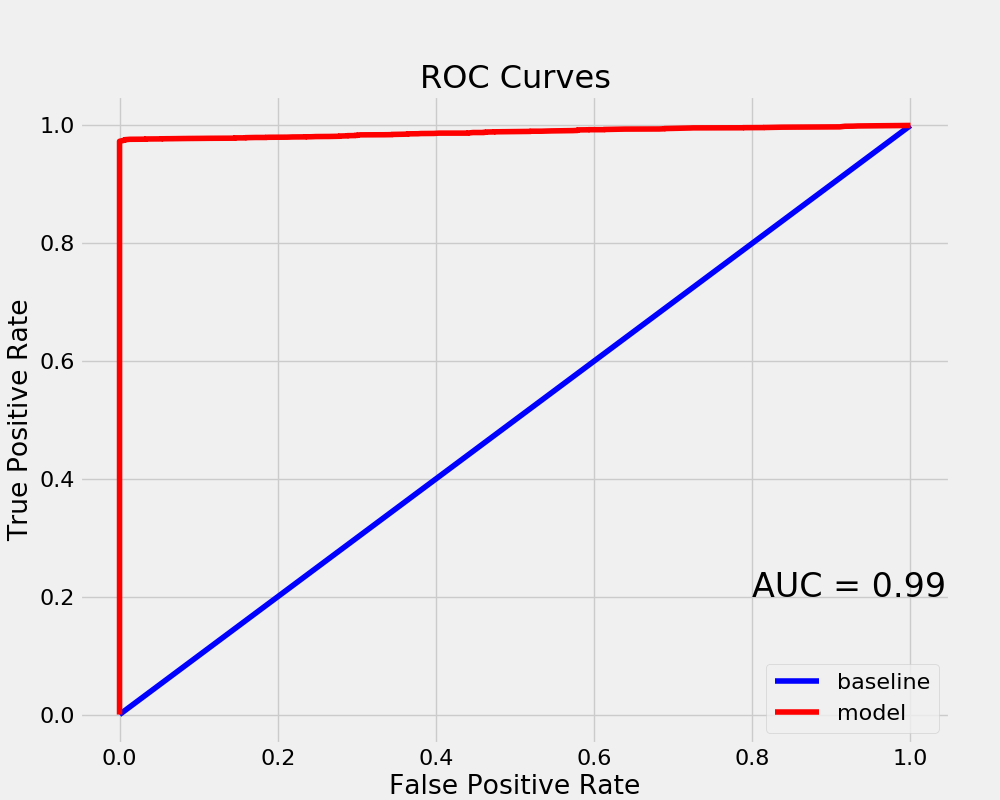 ROC Curves
1.0
0.8
0.6
0.4
0.2
0.0
True Positive Rate
AUC = 0.99
baseline
model
0.0 0.2 0.4 0.6 0.8 1.0
False Positive Rate